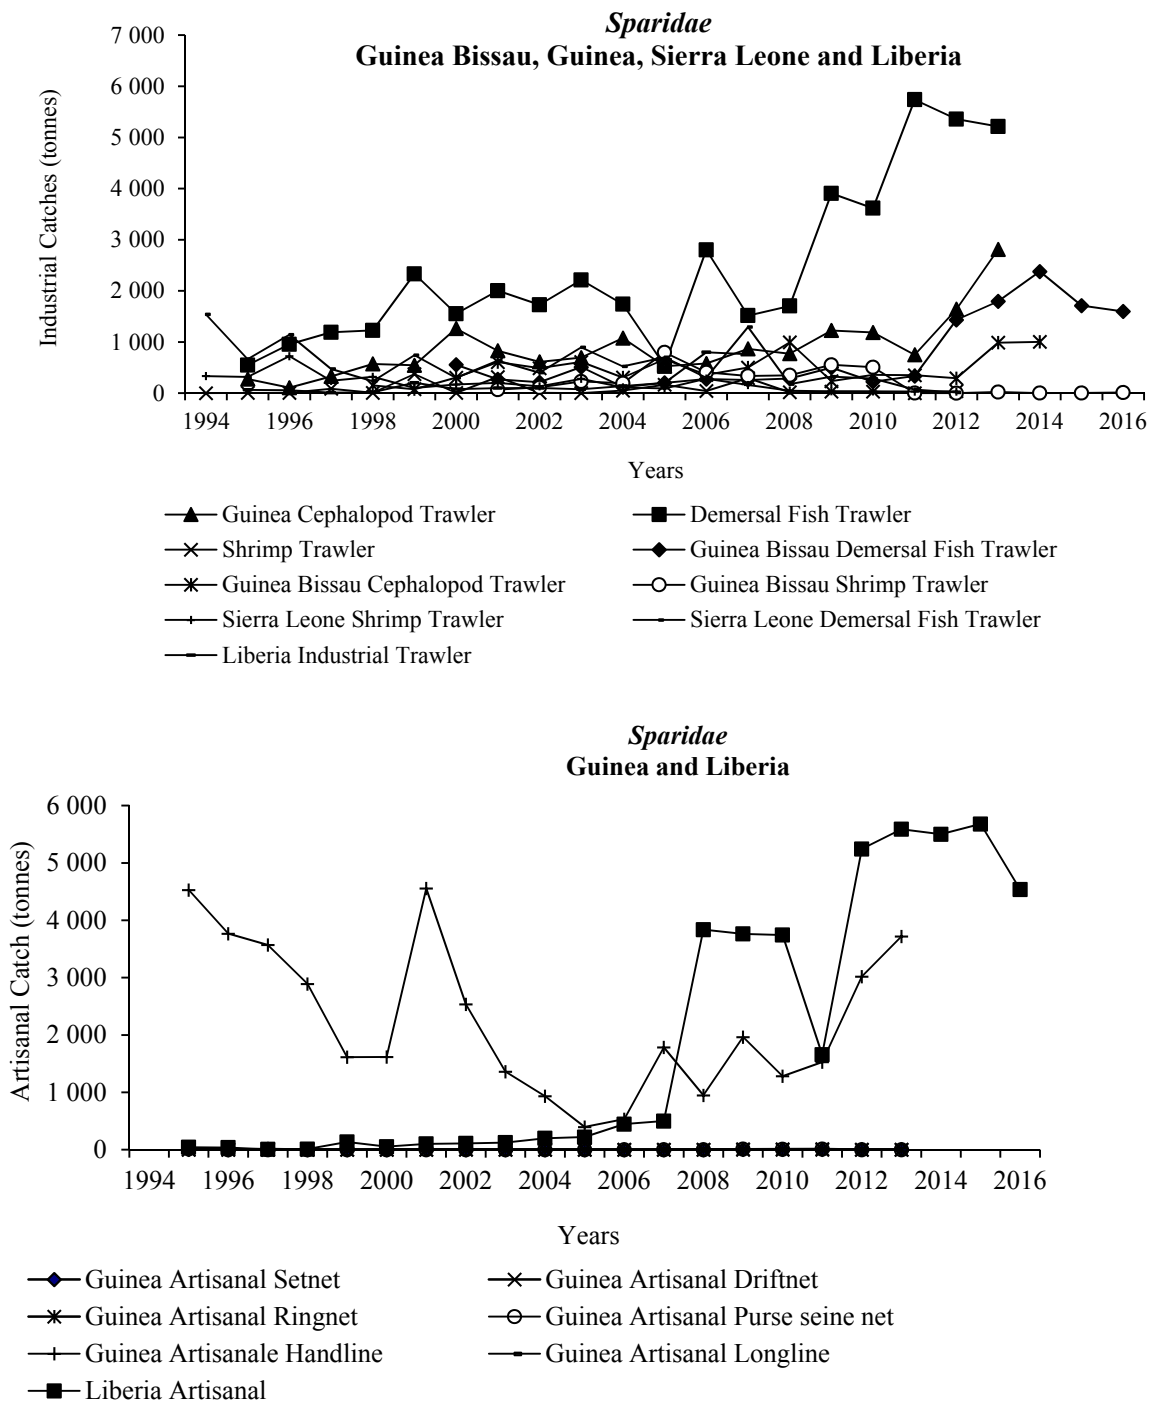 Sparidae
Guinea Bissau, Guinea, Sierra Leone and Liberia
Industrial Catches (tonnes)
7 000
6 000
5 000
4 000
3 000
2 000
1 000
0
1994 1996 1998 2000 2002 2004 2006 2008 2010 2012 2014 2016
Years
Guinea Cephalopod Trawler
Demersal Fish Trawler
Shrimp Trawler
Guinea Bissau Demersal Fish Trawler
Guinea Bissau Cephalopod Trawler
Guinea Bissau Shrimp Trawler
Sierra Leone Shrimp Trawler
Sierra Leone Demersal Fish Trawler
Liberia Industrial Trawler
Sparidae
Guinea and Liberia
Artisanal Catch (tonnes)
6 000
5 000
4 000
3 000
2 000
1 000
0
1994 1996 1998 2000 2002 2004 2006 2008 2010 2012 2014 2016
Years
Guinea Artisanal Setnet
Guinea Artisanal Driftnet
Guinea Artisanal Ringnet
Guinea Artisanal Purse seine net
Guinea Artisanale Handline
Guinea Artisanal Longline
Liberia Artisanal